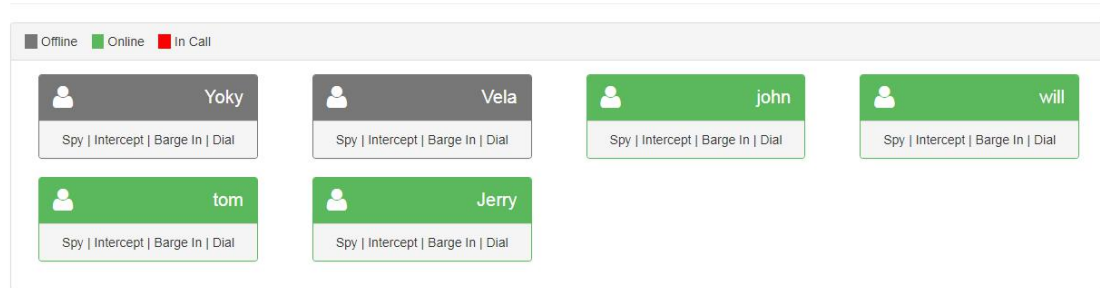 Offline Online In Call
Yoky Vela john will
Spy | Intercept | Barge In | Dial Spy | Intercept | Barge In | Dial Spy | Intercept | Barge In | Dial Spy | Intercept | Barge In | Dial
tom Jerry
Spy | Intercept | Barge In | Dial Spy | Intercept | Barge In | Dial